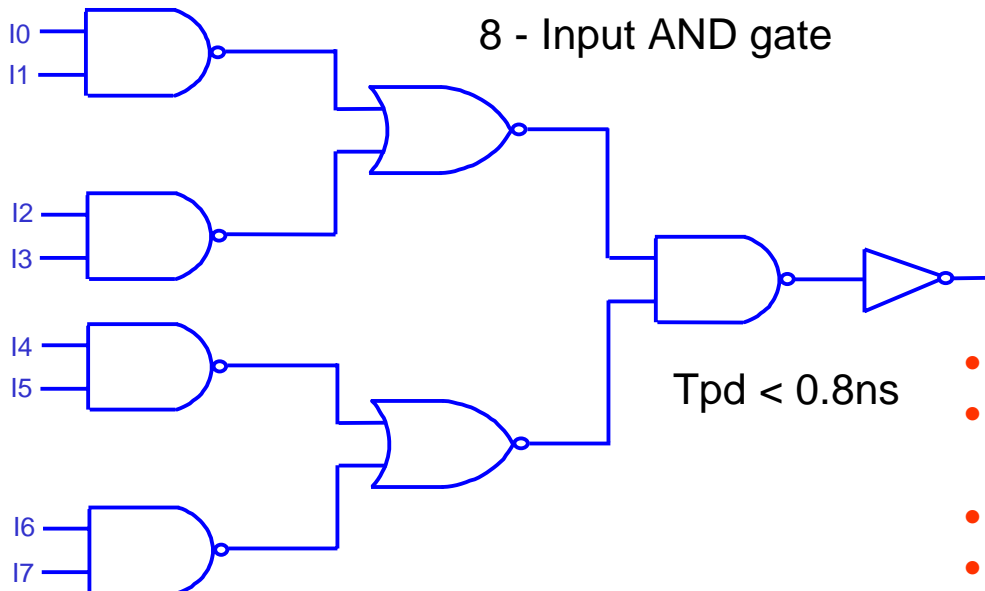 8 - Input AND gate
I0
I1
I2
I3
I4
I5
Tpd < 0.8ns
I6
I7